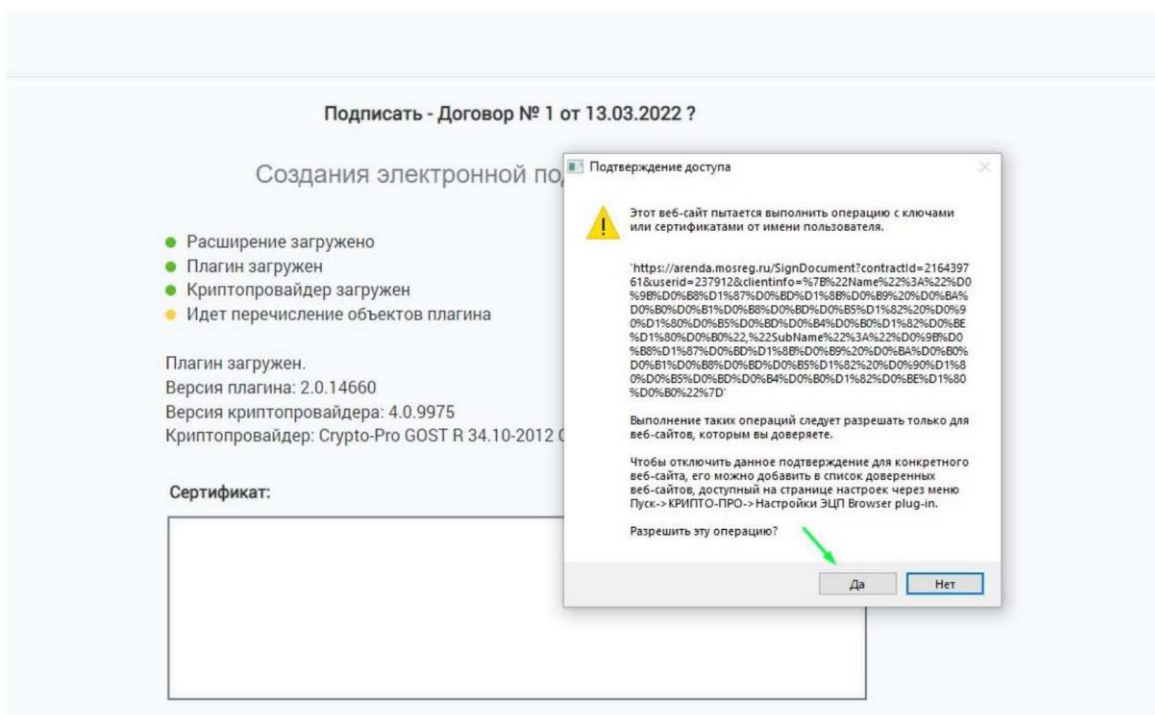 Подписать - Договор № 1 от 13.03.2022 ?
Создания электронной по
Расширение загружено
Плагин загружен
Криптопровайдер загружен
Идет перечисление объектов плагина
Плагин загружен.
Версия плагина: 2.0.14660
Версия криптопровайдера: 4.0.9975
Криптопровайдер: Crypto-Pro GOST R 34.10-2012
Сертификат:
Подтверждение доступа
Этот веб-сайт пытается выполнить операцию с ключами
или сертификатами от имени пользователя.
'https://arenda.mosreg.ru/SignDocument?contractId=2164397
61&userid=237912&clientinfo=%7B%22Name%22%3A%22%D0
%9B%D0%B8%D1%87%D0%BD%D1%8B%D0%B9%20%D0%BA%
D0%B0%D0%B1%D0%B8%D0%BD%D0%B5%D1%82%20%D0%9
0%D1%80%D0%B5%D0%BD%D0%B4%D0%B0%D1%82%D0%BE
%D1%80%D0%B0%22,%22SubName%22%3A%22%D0%9B%D0
%B8%D1%87%D0%BD%D1%8B%D0%B9%20%D0%BA%D0%B0%
D0%B1%D0%B8%D0%BD%D0%B5%D1%82%20%D0%90%D1%8
0%D0%B5%D0%BD%D0%B4%D0%B0%D1%82%D0%BE%D1%80
%D0%B0%22%7D'
Выполнение таких операций следует разрешать только для
веб-сайтов, которым вы доверяете.
Чтобы отключить данное подтверждение для конкретного
веб-сайта, его можно добавить в список доверенных
веб-сайтов, доступный на странице настроек через меню
Пуск->КРИПТО-ПРО->Настройки ЭЦП Browser plug-in.
Разрешить эту операцию?
Да
Нет